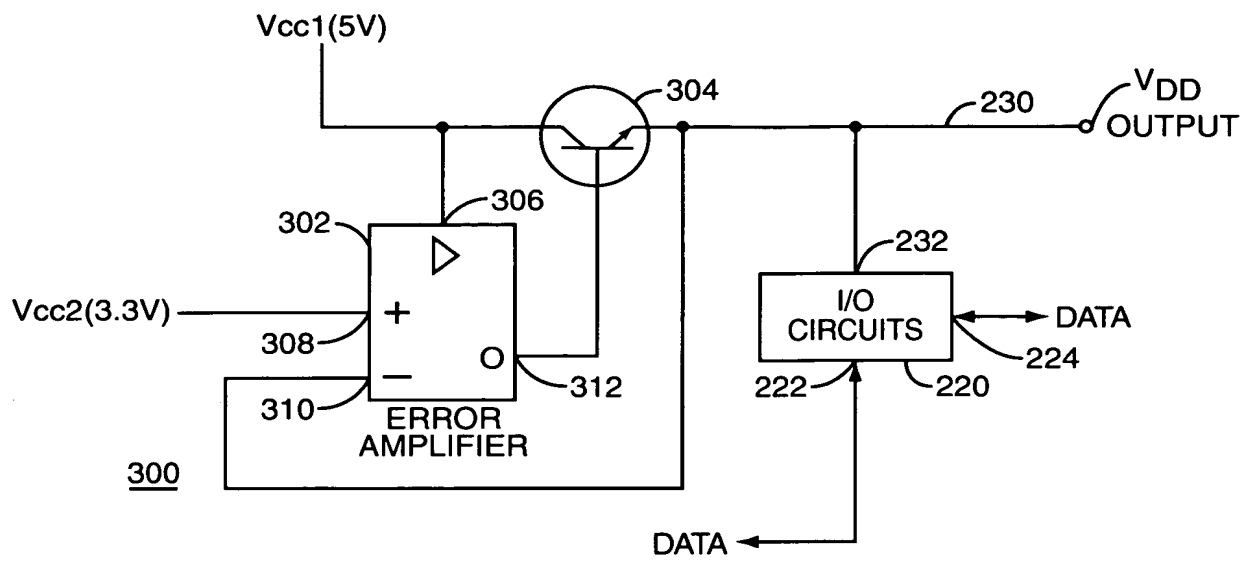 Vcc1(5V)
304
230
VDD
OUTPUT
306
302
232
Vcc2(3.3V)
+
308
I/O
CIRCUITS
DATA
224
O
312
310
−
222
220
ERROR
AMPLIFIER
300
DATA